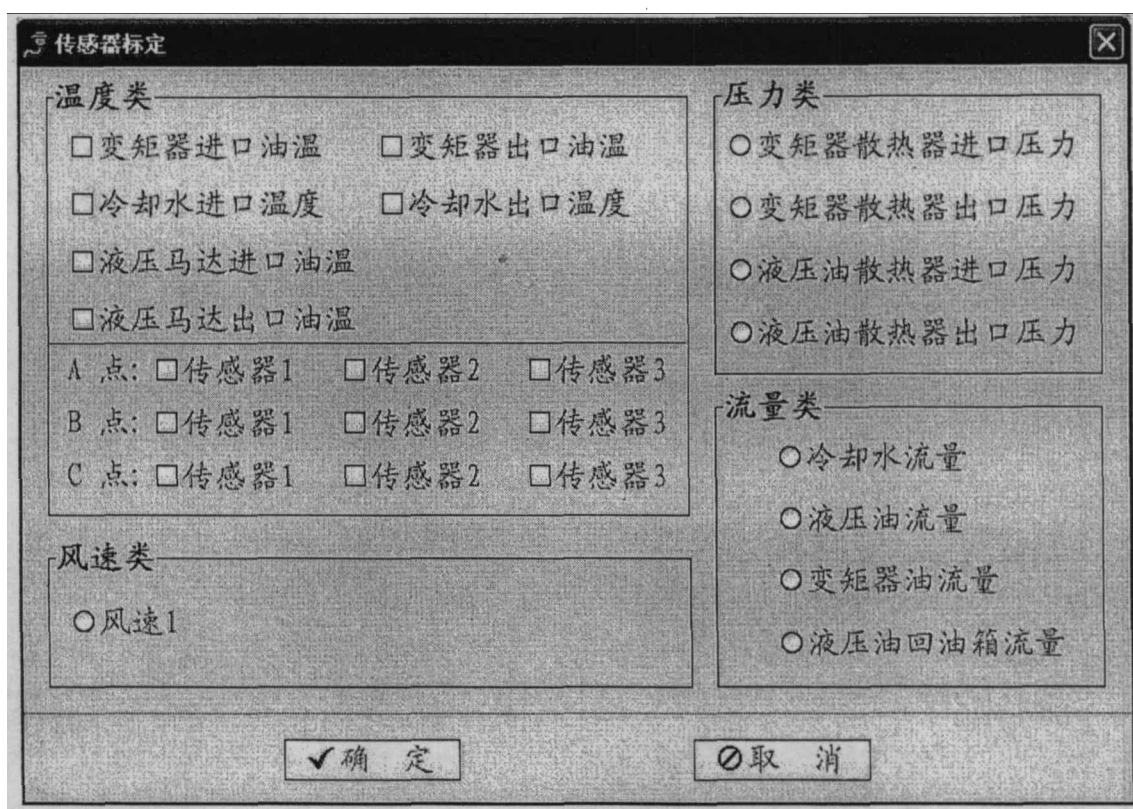 传感器标定
温度类
变矩器进口油温 变矩器出口油温
冷却水进口温度 冷却水出口温度
液压马达进口油温
液压马达出口油温
A 点: 传感器1 传感器2 传感器3
B 点: 传感器1 传感器2 传感器3
C 点: 传感器1 传感器2 传感器3
风速类
风速1
压力类
变矩器散热器进口压力
变矩器散热器出口压力
液压油散热器进口压力
液压油散热器出口压力
流量类
冷却水流量
液压油流量
变矩器油流量
液压油回油箱流量
确 定 取 消